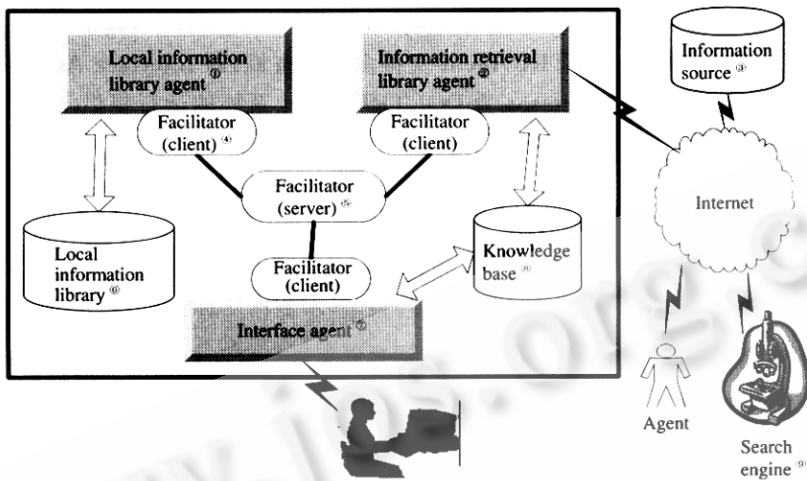 Local information
library agent ①
Information retrieval
library agent ②
Information
source ③
Facilitator
(client) ④
Facilitator
(client)
Facilitator
(server) ⑤
Internet
Local
information
library ⑥
Facilitator
(client)
Knowledge
base
Interface agent ⑦
Agent
Search
engine ⑨